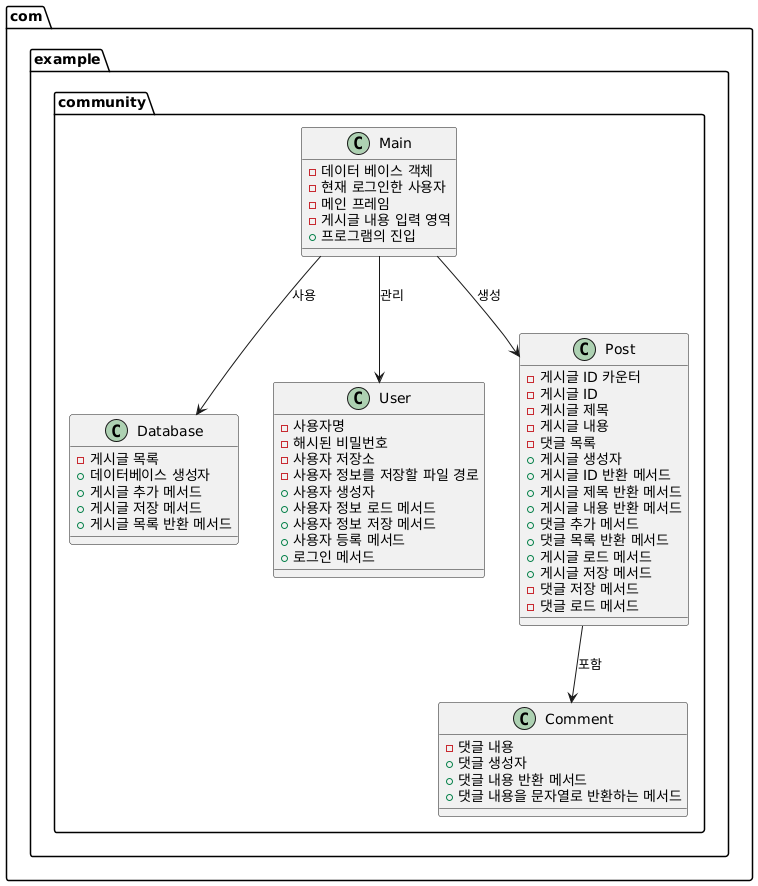 com
example
community
C Main
데이터 베이스 객체
현재 로그인한 사용자
메인 프레임
게시글 내용 입력 영역
프로그램의 진입
사용
관리
생성
C Database
게시글 목록
데이터베이스 생성자
게시글 추가 메서드
게시글 저장 메서드
게시글 목록 반환 메서드
C User
사용자명
해시된 비밀번호
사용자 저장소
사용자 정보를 저장할 파일 경로
사용자 생성자
사용자 정보 로드 메서드
사용자 정보 저장 메서드
사용자 등록 메서드
로그인 메서드
C Post
게시글 ID 카운터
게시글 ID
게시글 제목
게시글 내용
댓글 목록
게시글 생성자
게시글 ID 반환 메서드
게시글 제목 반환 메서드
게시글 내용 반환 메서드
댓글 추가 메서드
댓글 목록 반환 메서드
게시글 로드 메서드
게시글 저장 메서드
댓글 저장 메서드
댓글 로드 메서드
포함
C Comment
댓글 내용
댓글 생성자
댓글 내용 반환 메서드
댓글 내용을 문자열로 반환하는 메서드